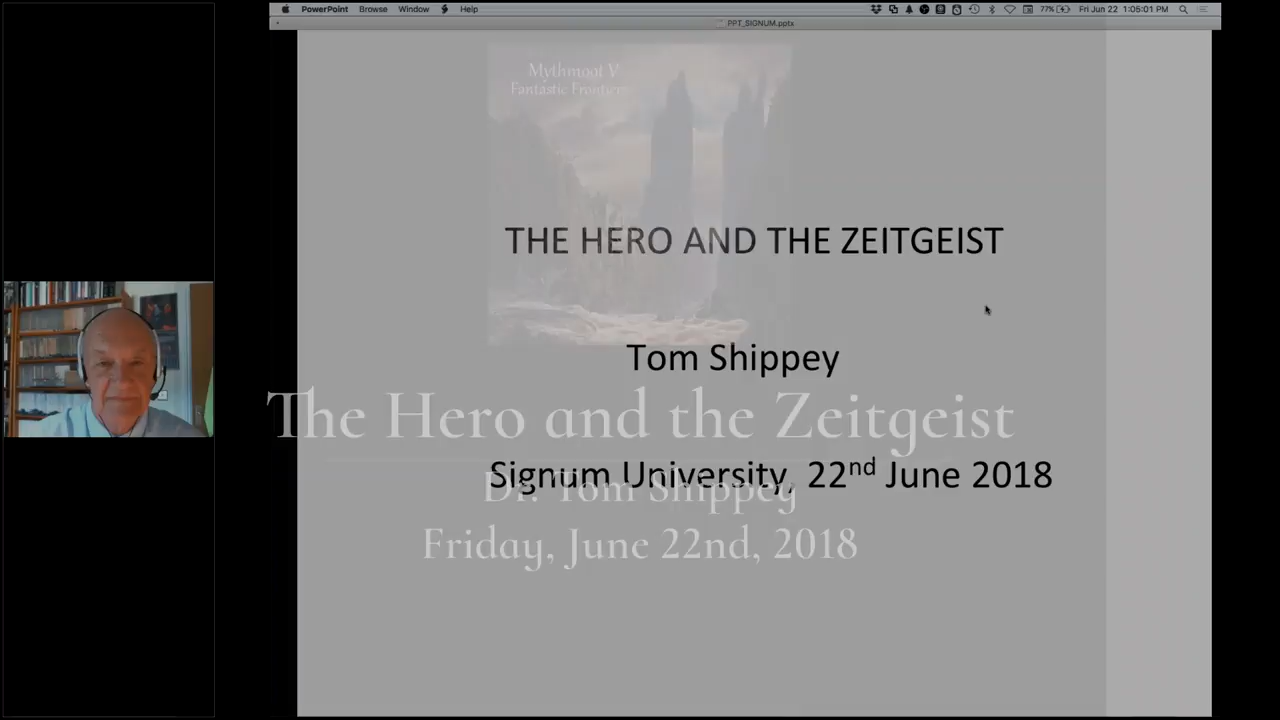 PowerPoint Browse Window Help 77% Fri Jun 22 1:05:01 PM
PPT_SIGNUM.pptx
Mythmoot V
Fantastic Frontiers
THE HERO AND THE ZEITGEIST
Tom Shippey
The Hero and the Zeitgeist
Signum University, 22nd June 2018
Dr. Tom Shippey
Friday, June 22nd, 2018